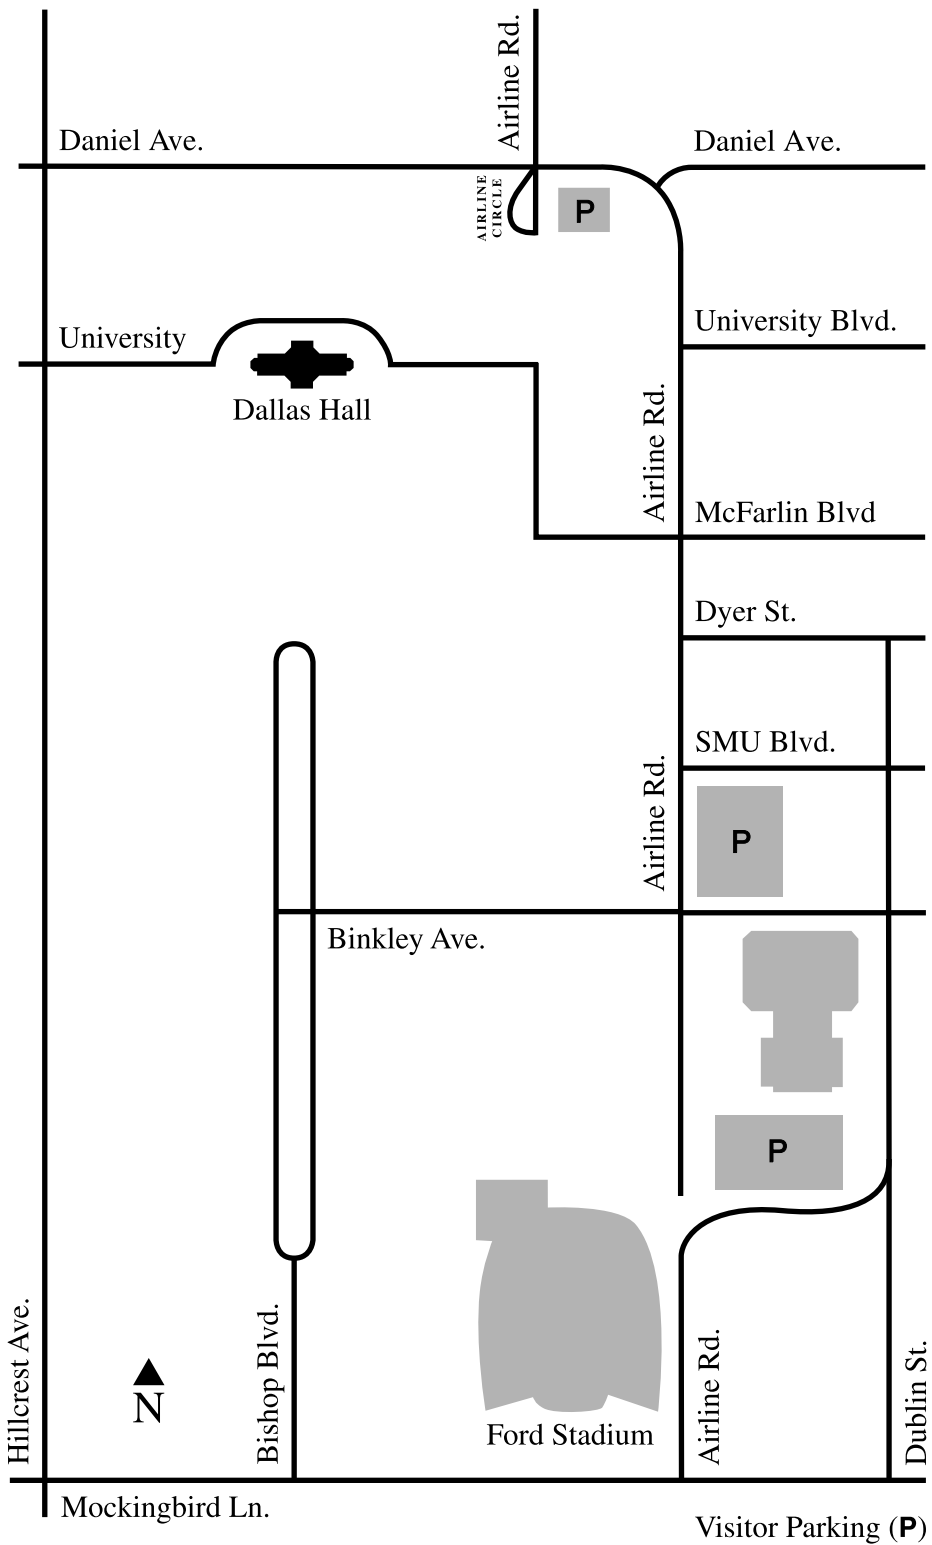 Airline Rd.
Daniel Ave.
Daniel Ave.
AIRLINE
CIRCLE
P
University
University Blvd.
Dallas Hall
Airline Rd.
McFarlin Blvd
Dyer St.
SMU Blvd.
Airline Rd.
P
Binkley Ave.
P
Hillcrest Ave.
N
Bishop Blvd.
Ford Stadium
Airline Rd.
Dublin St.
Mockingbird Ln.
Visitor Parking (P)